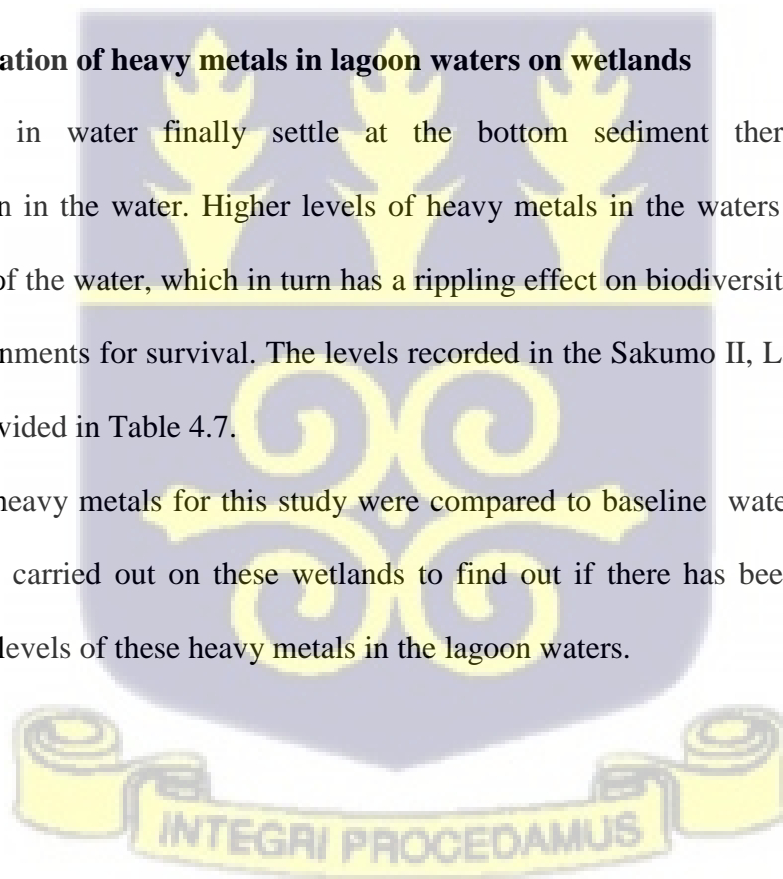 ation of heavy metals in lagoon waters on wetlands
in water finally settle at the bottom sediment ther
n in the water. Higher levels of heavy metals in the waters
of the water, which in turn has a rippling effect on biodiversit
nments for survival. The levels recorded in the Sakumo II, L
vided in Table 4.7.
heavy metals for this study were compared to baseline water
carried out on these wetlands to find out if there has bee
levels of these heavy metals in the lagoon waters.
INTEGRI PROCEDAMUS